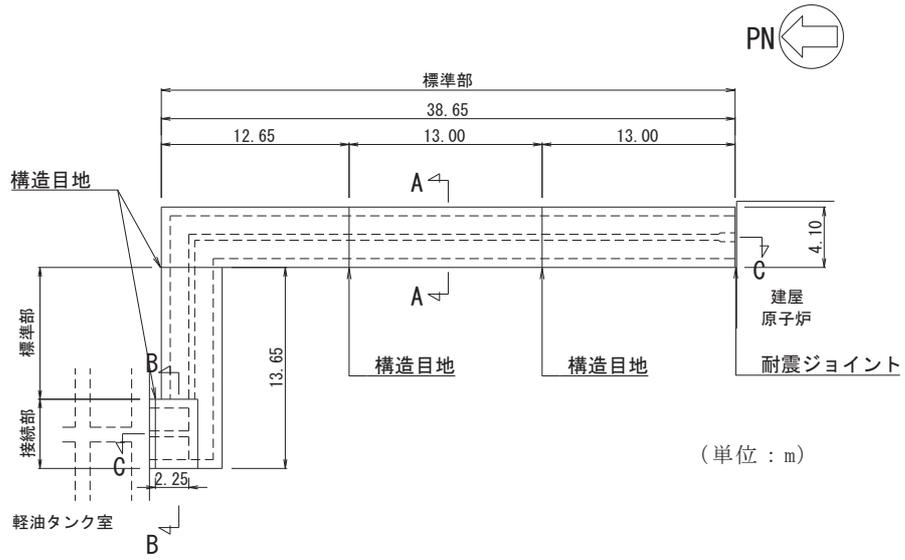 PN
標準部
38.65
12.65
13.00
13.00
構造目地
A
4.10
C
A
建屋
原子炉
標準部
13.65
B
構造目地
構造目地
耐震ジョイント
接続部
C
2.25
(単位:m)
軽油タンク室
B